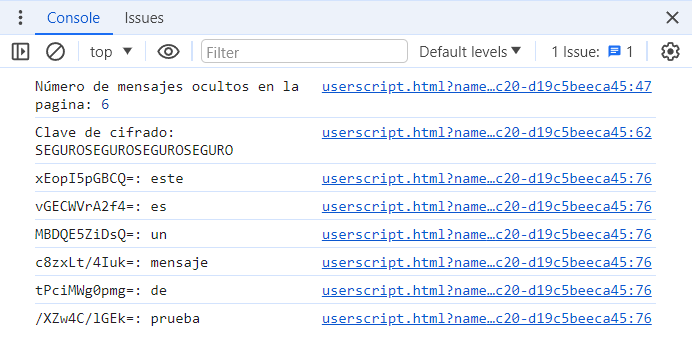 Console Issues
top Filter Default levels 1 Issue: 1
Número de mensajes ocultos en la userscript.html?name…c20-d19c5beeca45:47
pagina: 6
Clave de cifrado: userscript.html?name…c20-d19c5beeca45:62
SEGUROSEGUROSEGUROSEGURO
xEopI5pGBCQ=: este userscript.html?name…c20-d19c5beeca45:76
vGECWVrA2f4=: es userscript.html?name…c20-d19c5beeca45:76
MBDQE5ZiDsQ=: un userscript.html?name…c20-d19c5beeca45:76
c8zxLt/4Iuk=: mensaje userscript.html?name…c20-d19c5beeca45:76
tPciMWg0pmg=: de userscript.html?name…c20-d19c5beeca45:76
/XZw4C/lGEk=: prueba userscript.html?name…c20-d19c5beeca45:76